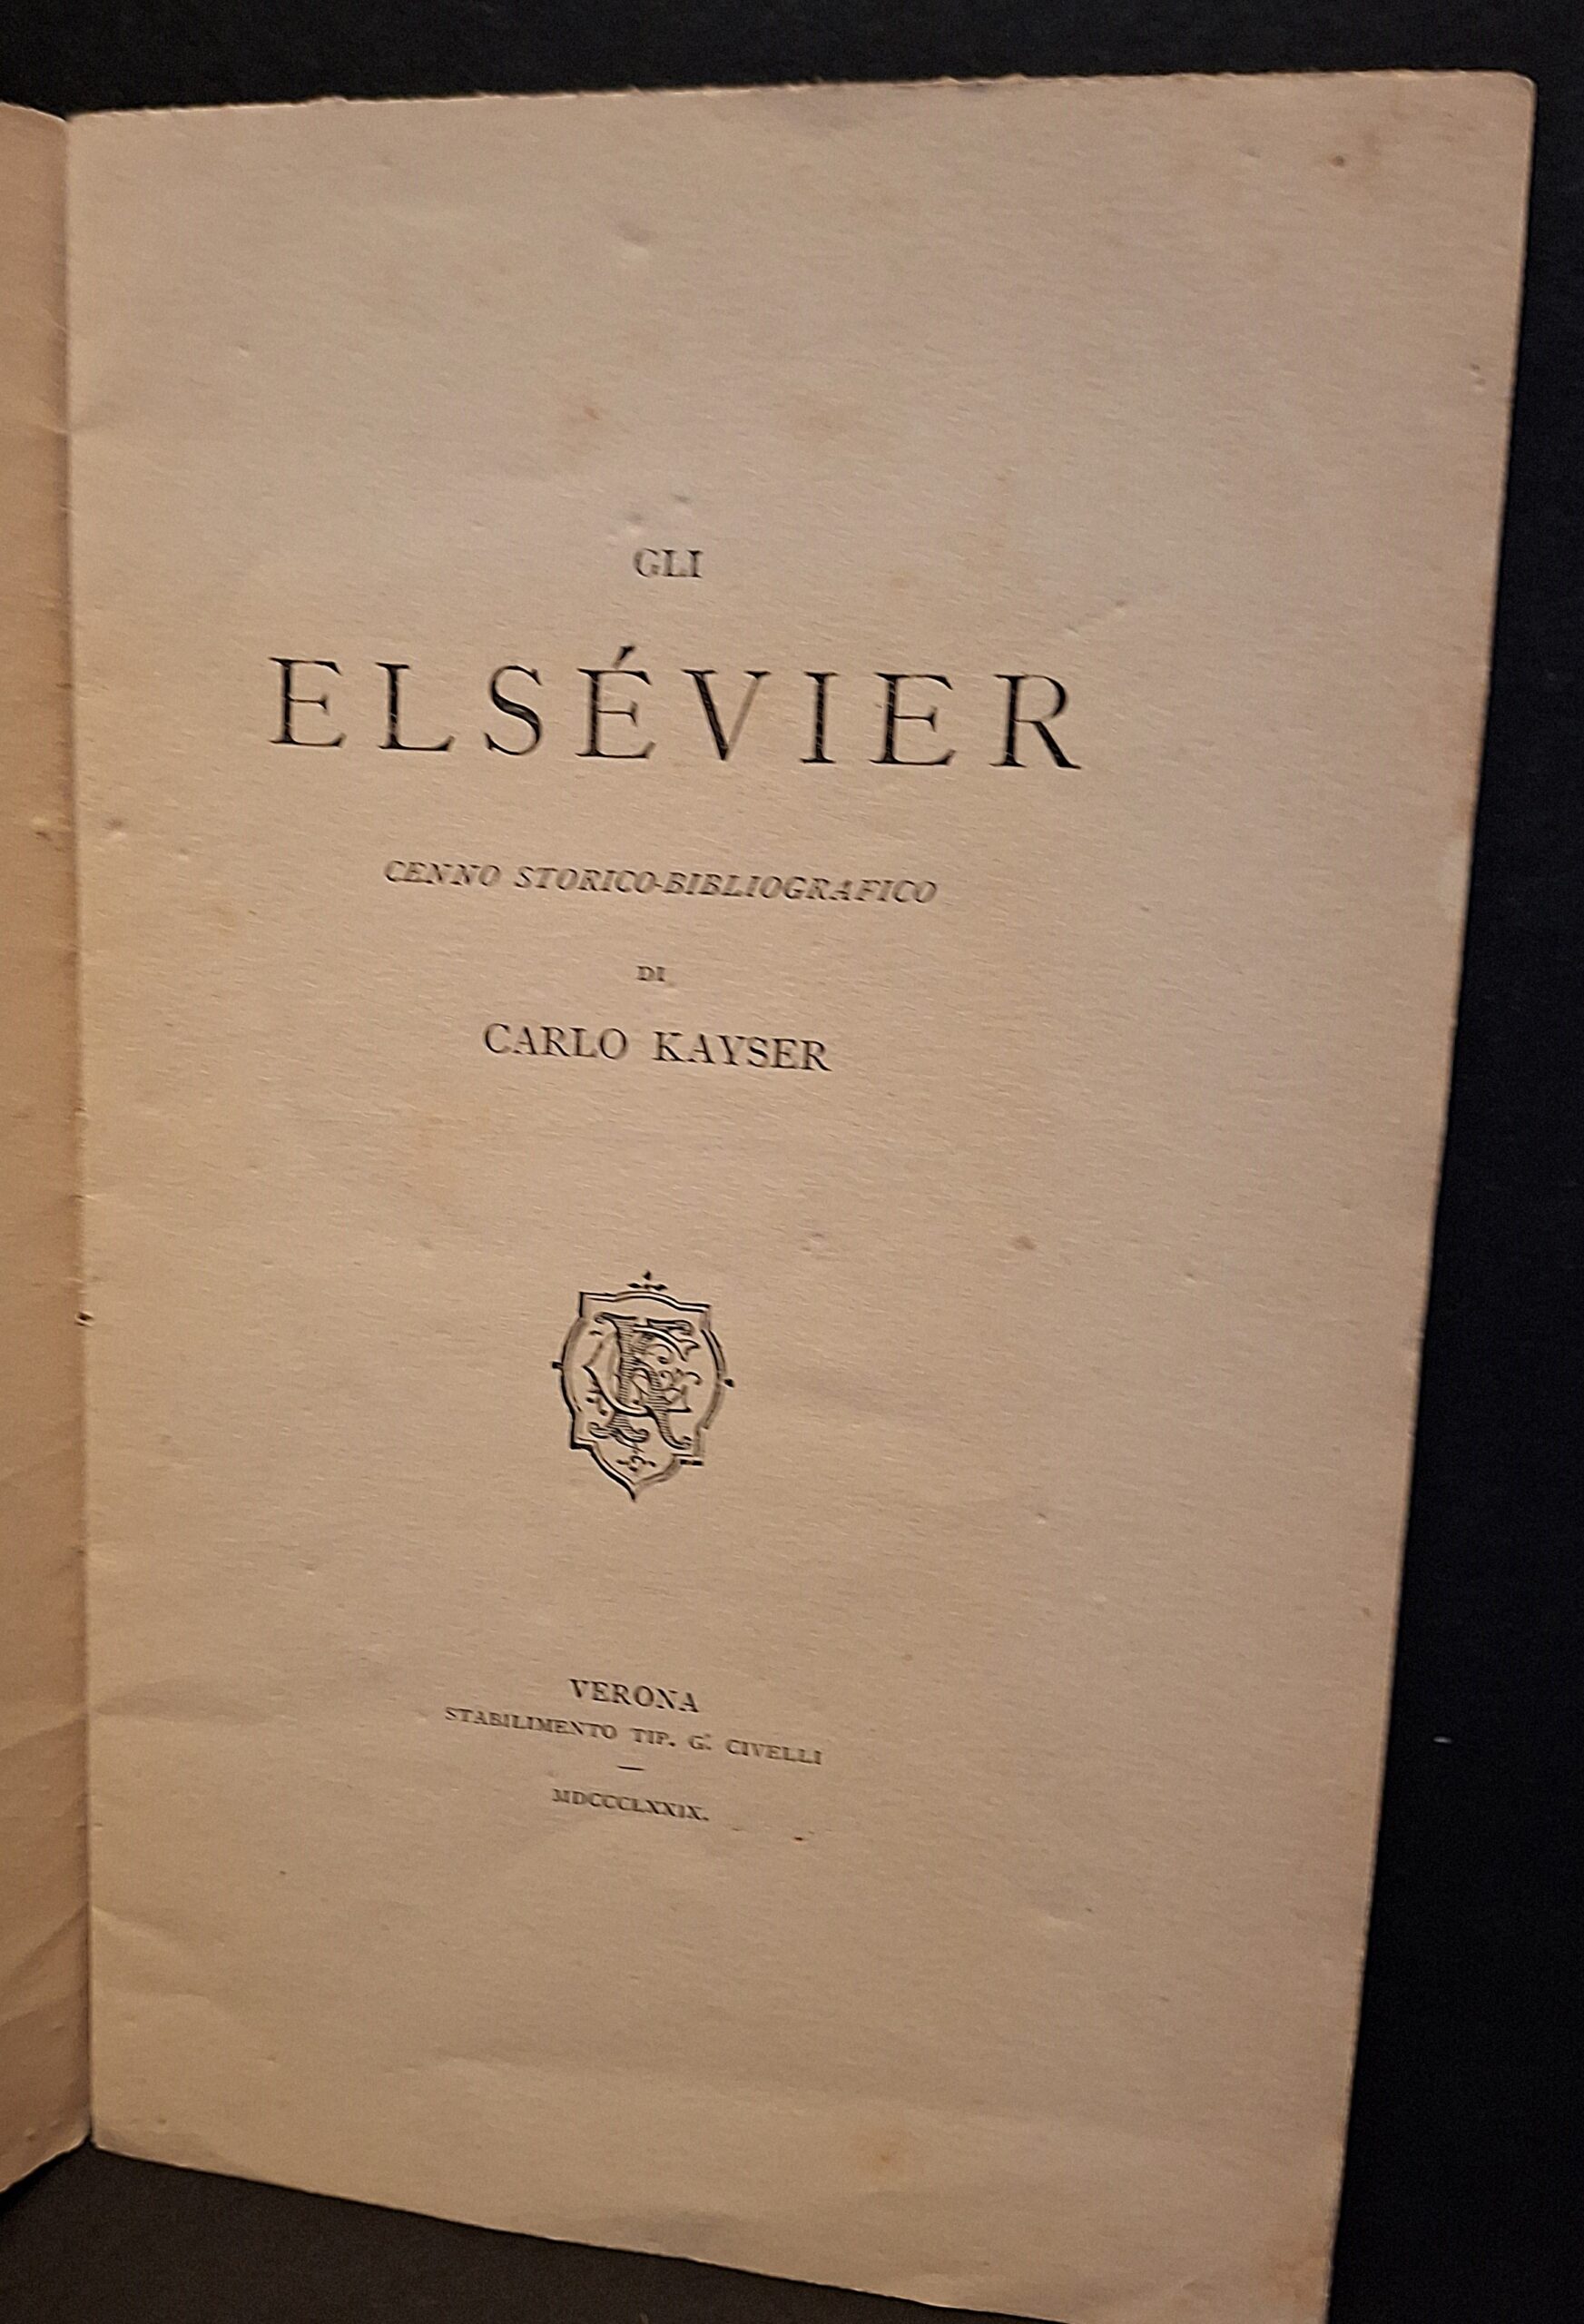 GLI
ELSÉVIER
CENNO STORICO-BIBLIOGRAFICO
DI
CARLO KAYSER
VERONA
STABILIMENTO TIP. G. CIVELLI
—
MDCCCLXXIX.